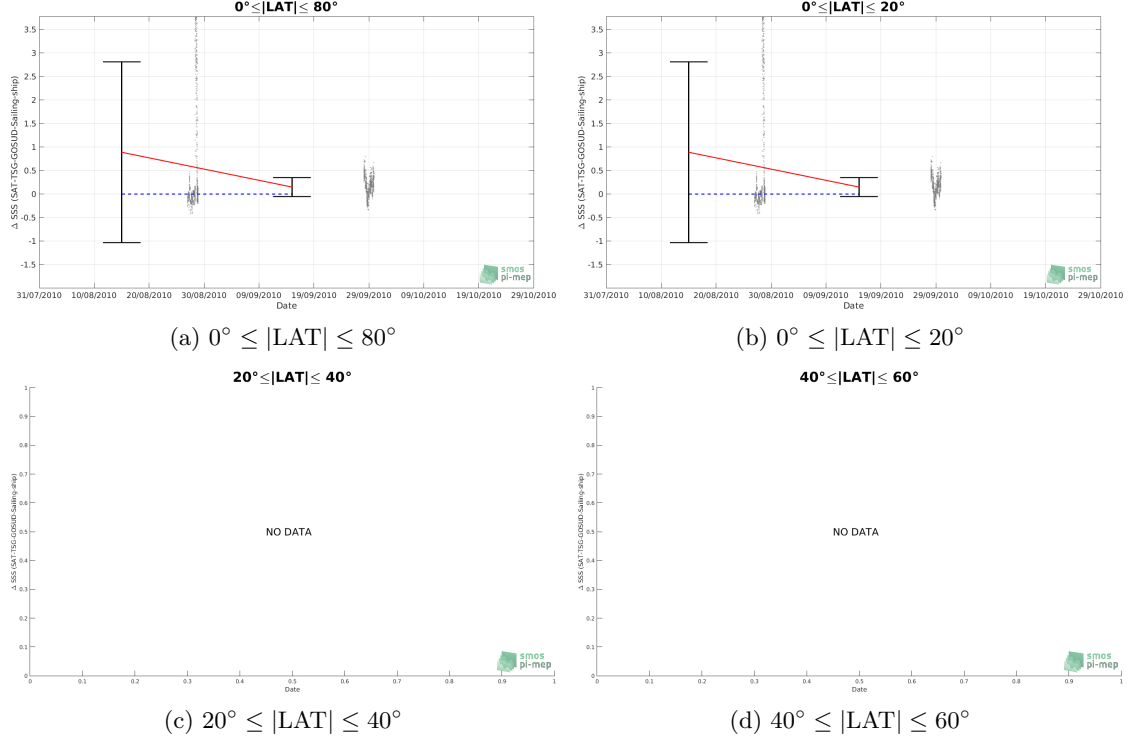 0°≤|LAT|≤ 80°
Δ SSS (SAT-TSG-GOSUD-Sailing-ship)
3.5
3
2.5
2
1.5
1
0.5
0
-0.5
-1
-1.5
31/07/2010 10/08/2010 20/08/2010 30/08/2010 9/09/2010 19/09/2010 29/09/2010 09/10/2010 19/10/2010 29/10/2010
Date
smos
pi-mep
(a) 0° ≤ |LAT| ≤ 80°
0°≤|LAT|≤ 20°
Δ SSS (SAT-TSG-GOSUD-Sailing-ship)
3.5
3
2.5
2
1.5
1
0.5
0
-0.5
-1
-1.5
31/07/2010 10/08/2010 20/08/2010 30/08/2010 09/09/2010 19/09/2010 29/09/2010 09/10/2010 19/10/2010 29/10/2010
Date
smos
pi-mep
(b) 0° ≤ |LAT| ≤ 20°
20°≤|LAT|≤ 40°
Δ SSS (SAT-TSG-GOSUD-Sailing-ship)
1
0.9
0.8
0.7
0.6
0.5
0.4
0.3
0.2
0.1
0
NO DATA
0 0.1 0.2 0.3 0.4 0.5 0.6 0.7 0.8 0.9 1
Date
smos
pi-mep
(c) 20° ≤ |LAT| ≤ 40°
40°≤|LAT|≤ 60°
Δ SSS (SAT-TSG-GOSUD-Sailing-ship)
1
0.9
0.8
0.7
0.6
0.5
0.4
0.3
0.2
0.1
0
NO DATA
0 0.1 0.2 0.3 0.4 0.5 0.6 0.7 0.8 0.9 1
Date
smos
pi-mep
(d) 40° ≤ |LAT| ≤ 60°